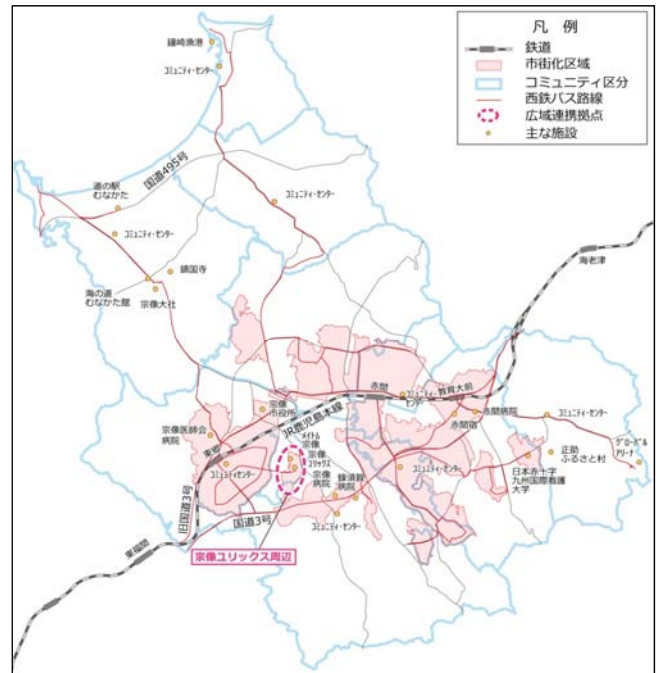 凡 例
鉄道
市街化区域
コミュニティ区分
西鉄バス路線
広域連携拠点
主な施設
鐘崎漁港
コミュニティ・センター
国道495号
道の駅
むなかた
コミュニティ・センター
コミュニティ・センター
鎮国寺
海の道
むなかた館
宗像大社
海老津
赤間
コミュニティ・
センター
教育大前
宗像
市役所
JR鹿児島本線
赤間宿
赤間病院
コミュニティ・センター
グローバル
アリーナ
宗像医師会
病院
東郷
メイトム
宗像
宗像
ユリックス
宗像
病院
コミュニティ・センター
コミュニティ・センター
正助
ふるさと村
日本赤十字
九州国際看護
大学
蜂須賀
病院
旧国道3号
国道3号
コミュニティ・センター
東福間
宗像ユリックス周辺